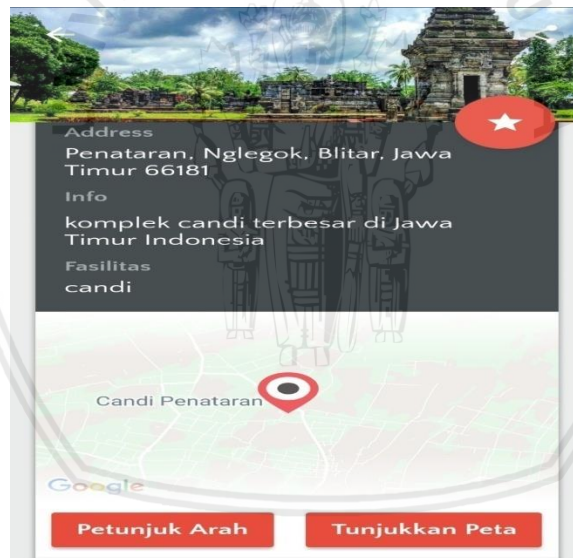 Address
Penataran, Nglegok, Blitar, Jawa
Timur 66181
Info
komplek candi terbesar di Jawa
Timur Indonesia
Fasilitas
candi
Candi Penataran
Google
Petunjuk Arah
Tunjukkan Peta